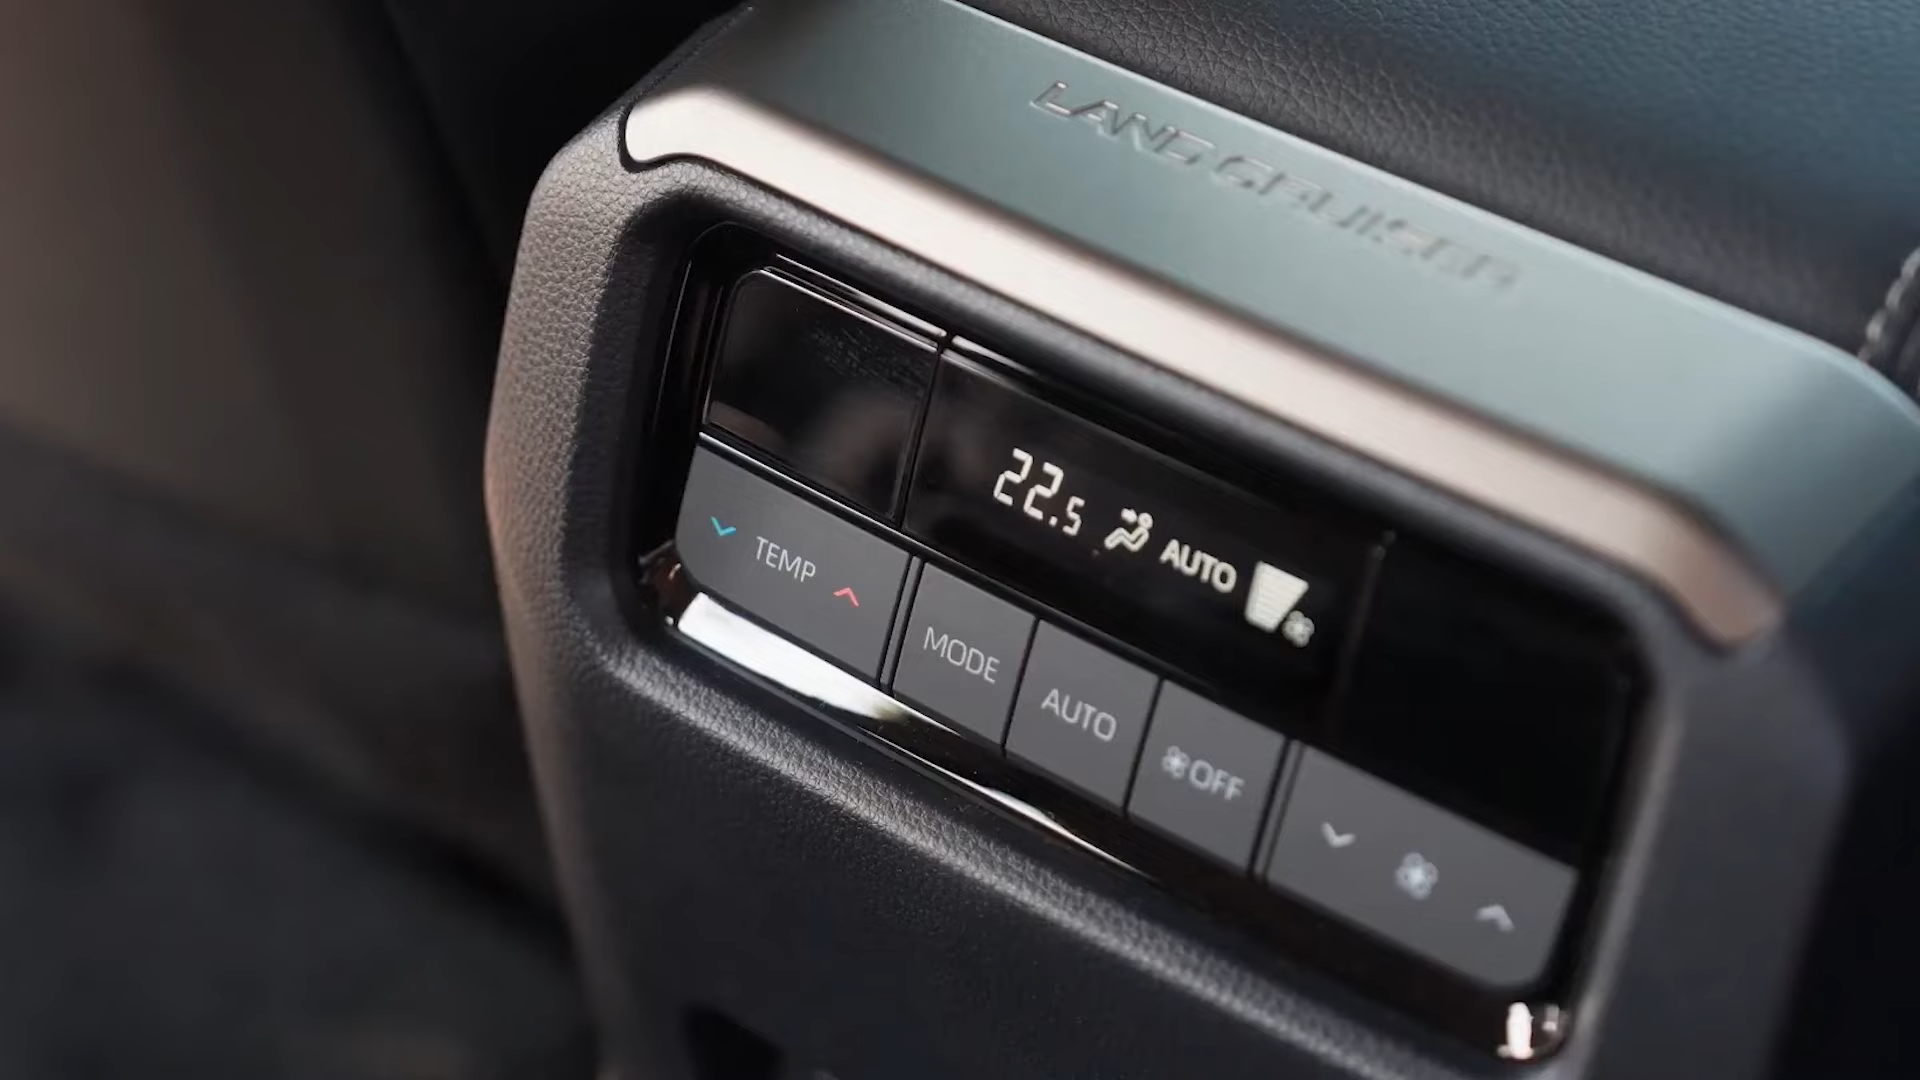 LAND CRUISER
22.5 AUTO
TEMP
MODE
AUTO
OFF